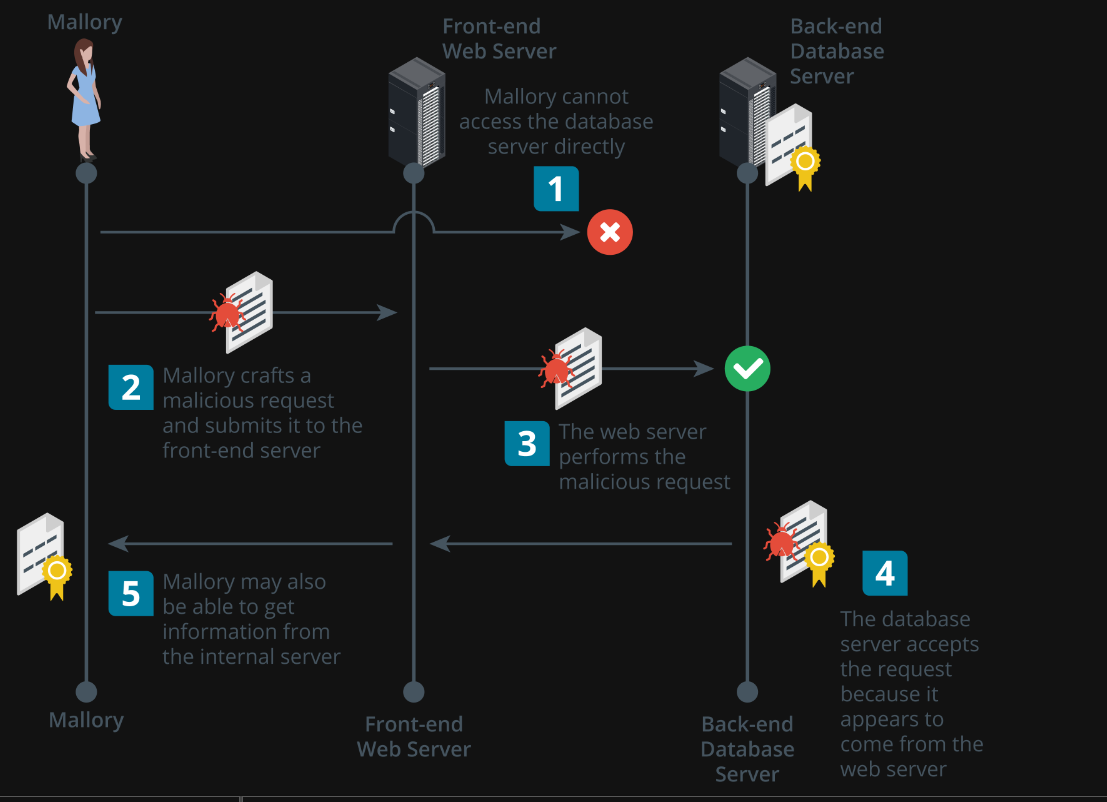 Mallory
Front-end
Web Server
Back-end
Database
Server
Mallory cannot
access the database
server directly
1
2
Mallory crafts a
malicious request
and submits it to the
front-end server
3
The web server
performs the
malicious request
4
The database
server accepts
the request
because it
appears to
come from the
web server
5
Mallory may also
be able to get
information from
the internal server
Mallory
Front-end
Web Server
Back-end
Database
Server